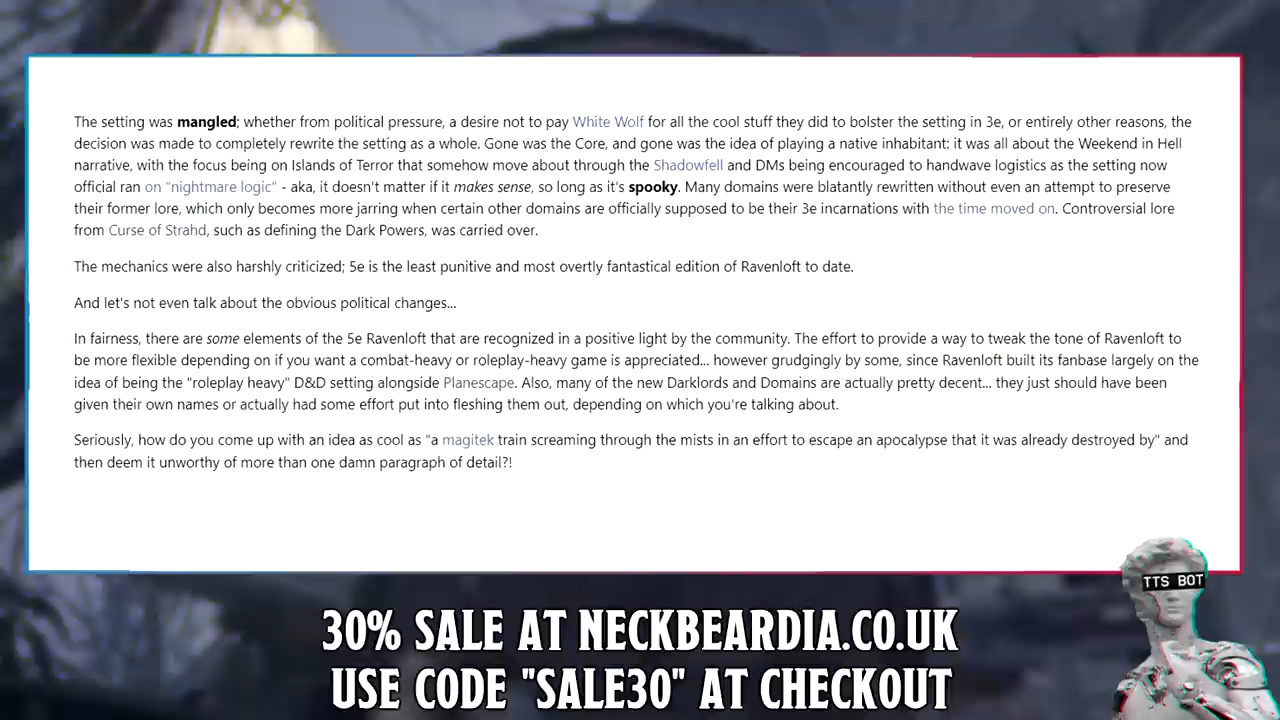 The setting was mangled; whether from political pressure, a desire not to pay White Wolf for all the cool stuff they did to bolster the setting in 3e, or entirely other reasons, the
decision was made to completely rewrite the setting as a whole. Gone was the Core, and gone was the idea of playing a native inhabitant: it was all about the Weekend in Hell
narrative, with the focus being on Islands of Terror that somehow move about through the Shadowfell and DMs being encouraged to handwave logistics as the setting now
official ran on "nightmare logic" - aka, it doesn't matter if it makes sense, so long as it's spooky. Many domains were blatantly rewritten without even an attempt to preserve
their former lore, which only becomes more jarring when certain other domains are officially supposed to be their 3e incarnations with the time moved on. Controversial lore
from Curse of Strahd, such as defining the Dark Powers, was carried over.
The mechanics were also harshly criticized; 5e is the least punitive and most overtly fantastical edition of Ravenloft to date.
And let's not even talk about the obvious political changes...
In fairness, there are some elements of the 5e Ravenloft that are recognized in a positive light by the community. The effort to provide a way to tweak the tone of Ravenloft to
be more flexible depending on if you want a combat-heavy or roleplay-heavy game is appreciated... however grudgingly by some, since Ravenloft built its fanbase largely on the
idea of being the "roleplay heavy" D&D setting alongside Planescape. Also, many of the new Darklords and Domains are actually pretty decent... they just should have been
given their own names or actually had some effort put into fleshing them out, depending on which you're talking about.
Seriously, how do you come up with an idea as cool as "a magitek train screaming through the mists in an effort to escape an apocalypse that it was already destroyed by" and
then deem it unworthy of more than one damn paragraph of detail?!
TTS BOT
30% SALE AT NECKBEARDIA.CO.UK
USE CODE "SALE30" AT CHECKOUT